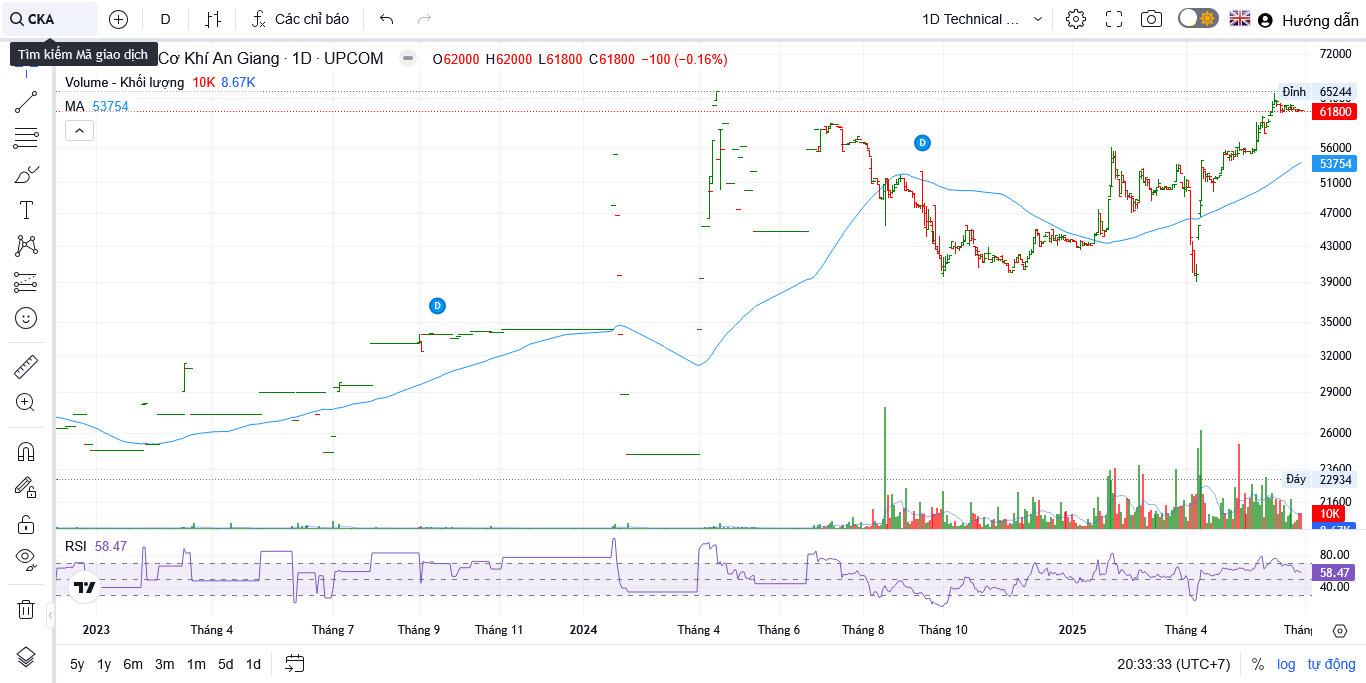 CKA
D
Các chỉ báo
1D Technical ...
Hướng dẫn
Tìm kiếm Mã giao dịch
Cơ Khí An Giang · 1D · UPCOM
O62000 H62000 L61800 C61800 −100 (−0.16%)
Volume - Khối lượng 10K 8.67K
MA 53754
72000
Đỉnh 65244
61800
56000
53754
51000
47000
43000
39000
35000
32000
29000
26000
23600
Đáy 22934
21600
10K
8.67K
D
D
RSI 58.47
80.00
58.47
40.00
2023 Tháng 4 Tháng 7 Tháng 9 Tháng 11 2024 Tháng 4 Tháng 6 Tháng 8 Tháng 10 2025 Tháng 4 Tháng
5y 1y 6m 3m 1m 5d 1d
20:33:33 (UTC+7) % log tự động